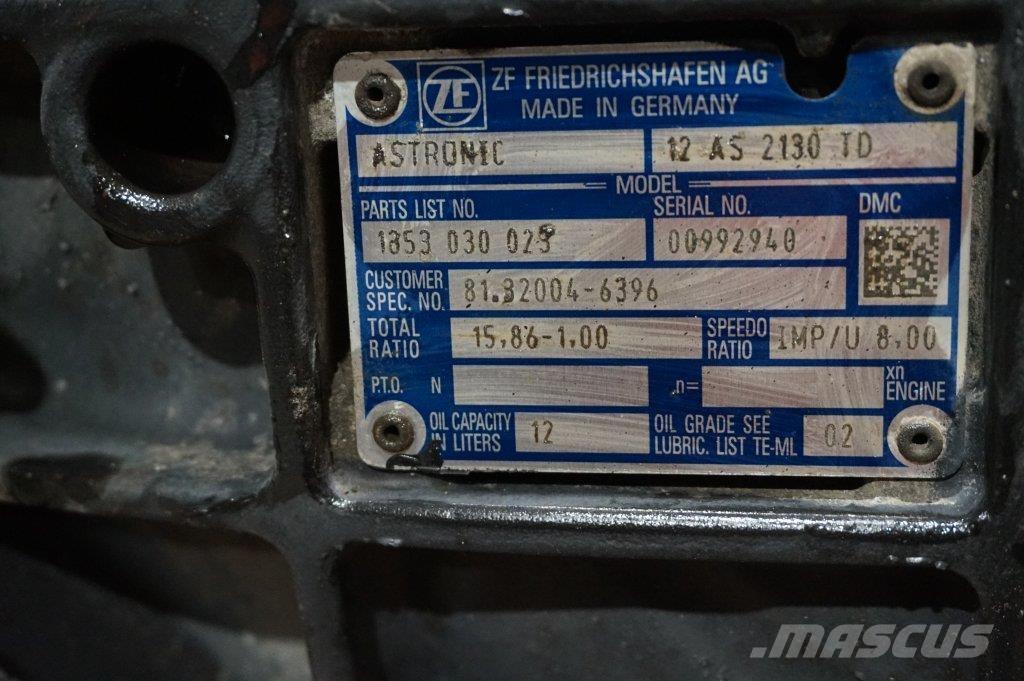 ZF
ZF FRIEDRICHSHAFEN AG
MADE IN GERMANY
ASTRONIC 12 AS 2130 TD
MODEL
PARTS LIST NO. SERIAL NO. DMC
1353 030 023 00992940
CUSTOMER
SPEC. NO. 81.32004-6396
TOTAL
RATIO 15.86-1.00
SPEEDO
RATIO IMP/U 8.00
P.T.O. N n= xn
ENGINE
OIL CAPACITY
IN LITERS 12
OIL GRADE SEE
LUBRIC. LIST TE-ML 02
.MASCUS